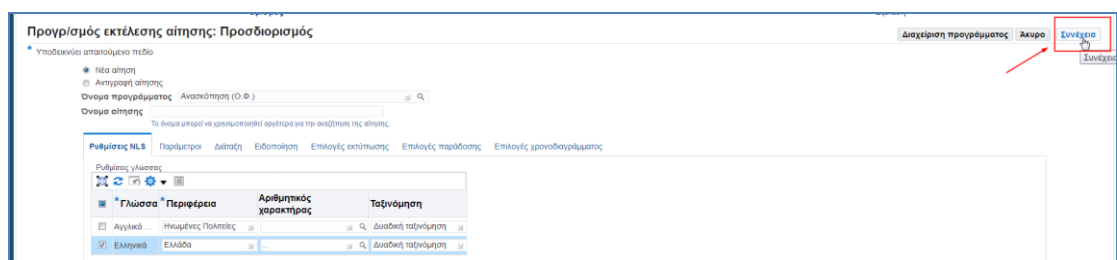 Προγρ/σμός εκτέλεσης αίτησης: Προσδιορισμός
Διαχείριση προγράμματος Άκυρο Συνέχεια
* Υποδεικνύει απαιτούμενο πεδίο
Συνέχεια
Νέα αίτηση
Αντιγραφή αίτησης
Όνομα προγράμματος Ανασκόπηση (Ο.Φ.)
Όνομα αίτησης
Το όνομα μπορεί να χρησιμοποιηθεί αργότερα για την αναζήτηση της αίτησης.
Ρυθμίσεις NLS Παράμετροι Διάταξη Ειδοποίηση Επιλογές εκτύπωσης Επιλογές παράδοσης Επιλογές χρονοδιαγράμματος
Ρυθμίσεις γλώσσας
* Γλώσσα * Περιφέρεια Αριθμητικός χαρακτήρας Ταξινόμηση
Αγγλικά ... Ηνωμένες Πολιτείες Δυαδική ταξινόμηση
Ελληνικά Ελλάδα .. Δυαδική ταξινόμηση